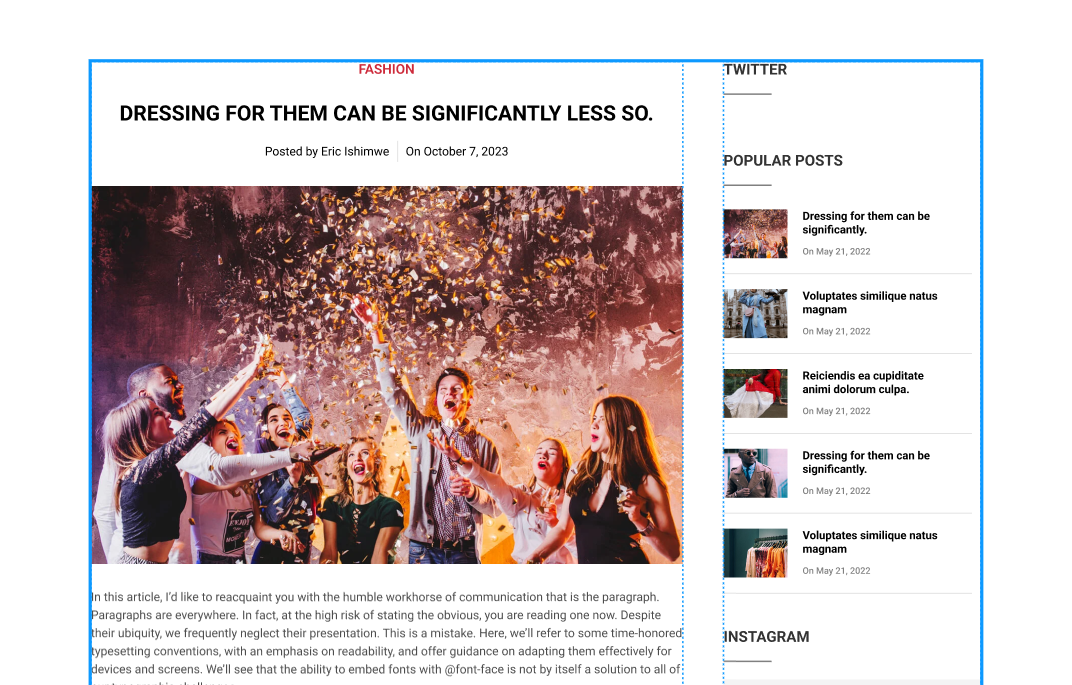 FASHION
DRESSING FOR THEM CAN BE SIGNIFICANTLY LESS SO.
Posted by Eric Ishimwe
On October 7, 2023
In this article, I'd like to reacquaint you with the humble workhorse of communication that is the paragraph.
Paragraphs are everywhere. In fact, at the high risk of stating the obvious, you are reading one now. Despite
their ubiquity, we frequently neglect their presentation. This is a mistake. Here, we'll refer to some time-honored
typesetting conventions, with an emphasis on readability, and offer guidance on adapting them effectively for
devices and screens. We'll see that the ability to embed fonts with @font-face is not by itself a solution to all of
TWITTER
POPULAR POSTS
Dressing for them can be
significantly.
On May 21, 2022
Voluptates similique natus
magnam
On May 21, 2022
Reiciendis ea cupiditate
animi dolorum culpa.
On May 21, 2022
Dressing for them can be
significantly.
On May 21, 2022
Voluptates similique natus
magnam
On May 21, 2022
INSTAGRAM